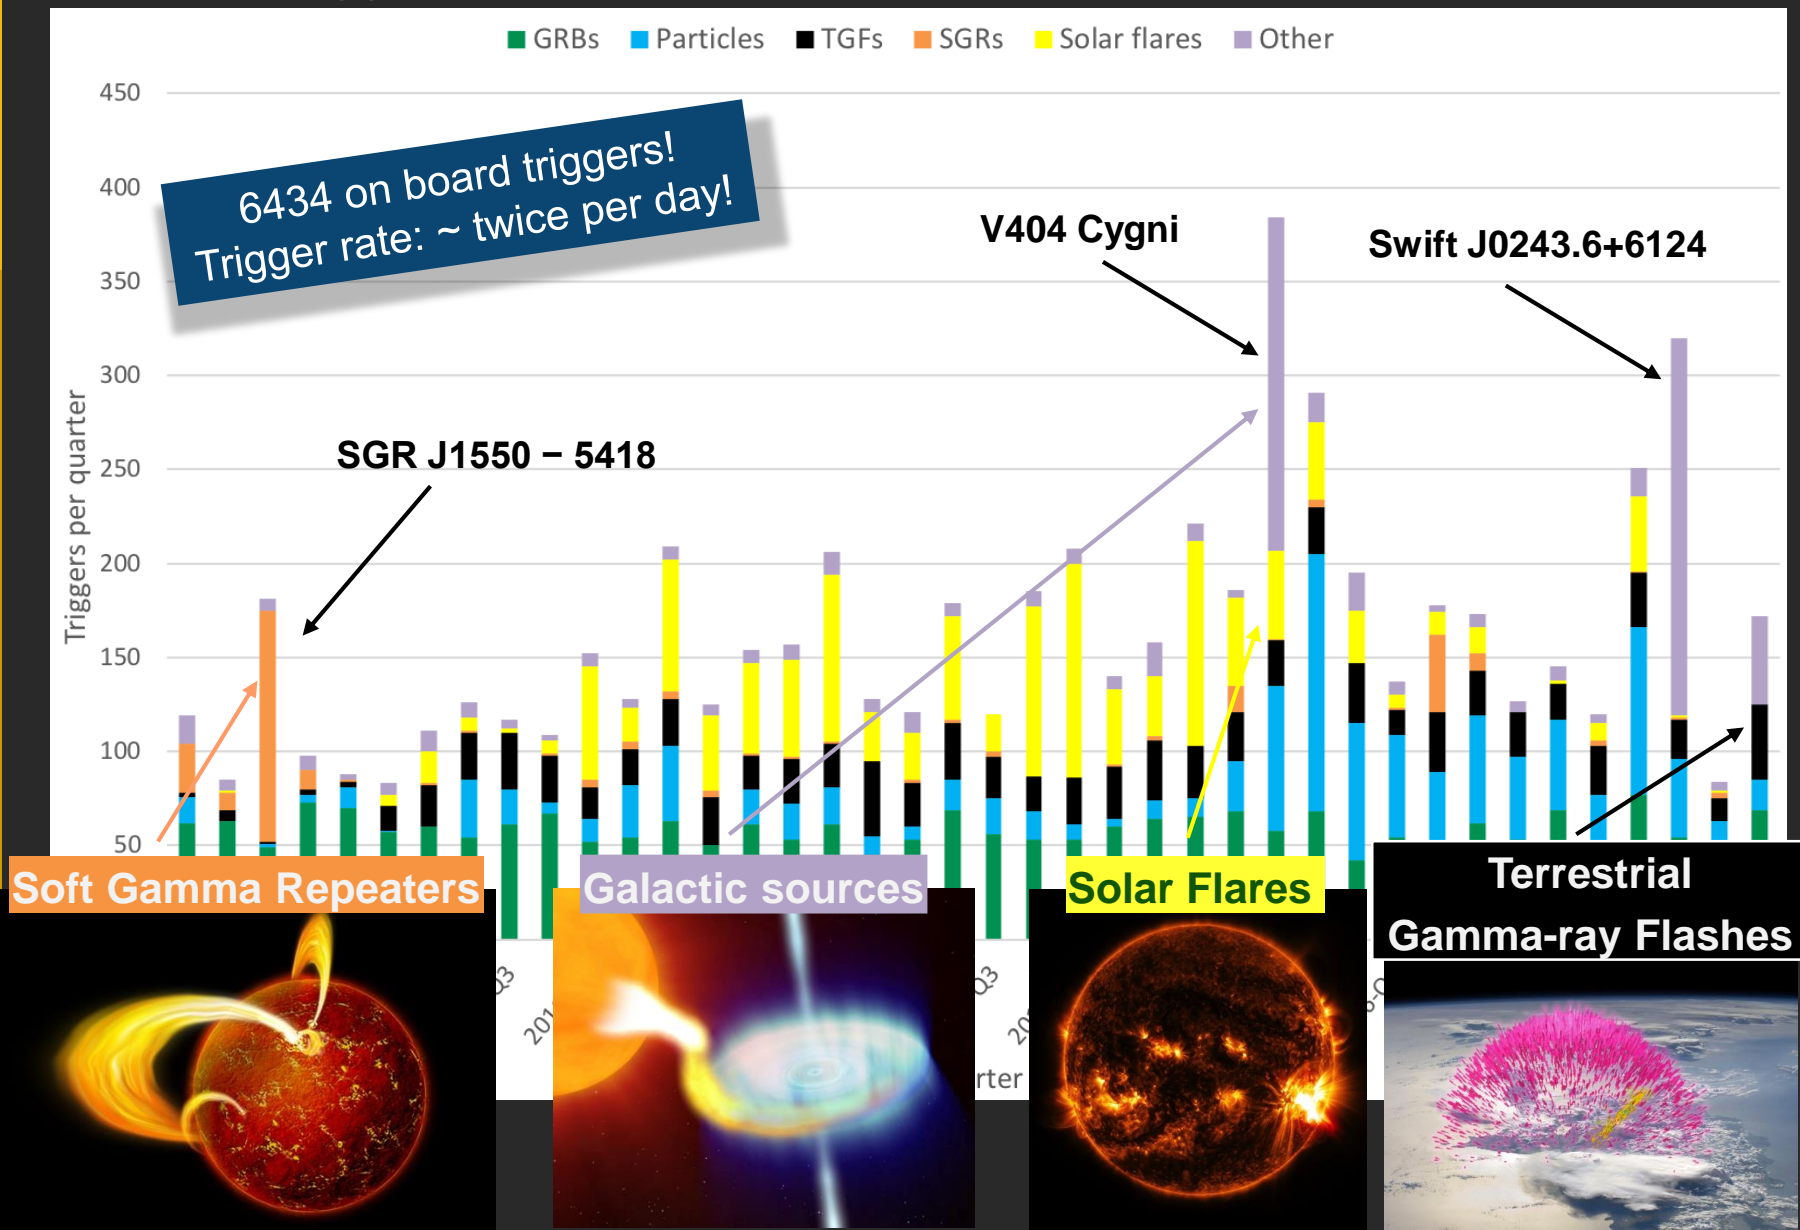 GRBs Particles TGFs SGRs Solar flares Other
450
400
350
300
250
200
150
100
50
Triggers per quarter
6434 on board triggers!
Trigger rate: ~ twice per day!
V404 Cygni
Swift J0243.6+6124
SGR J1550 − 5418
Soft Gamma Repeaters
Galactic sources
Solar Flares
Terrestrial
Gamma-ray Flashes
Q3
Q3